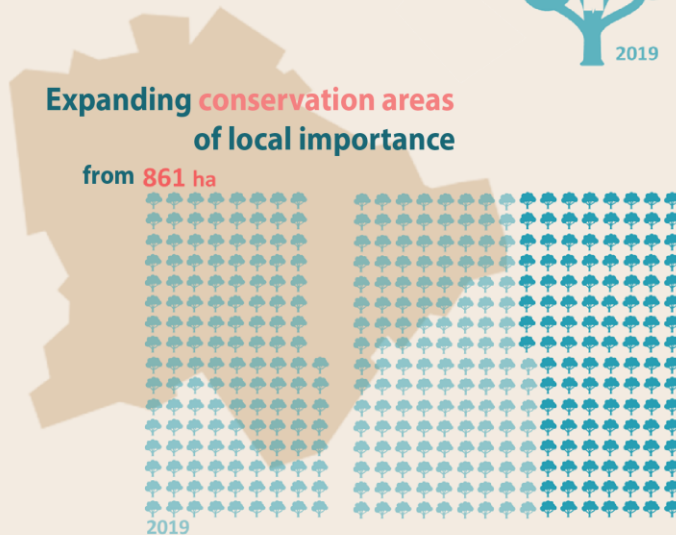 2019
Expanding conservation areas
of local importance
from 861 ha
2019